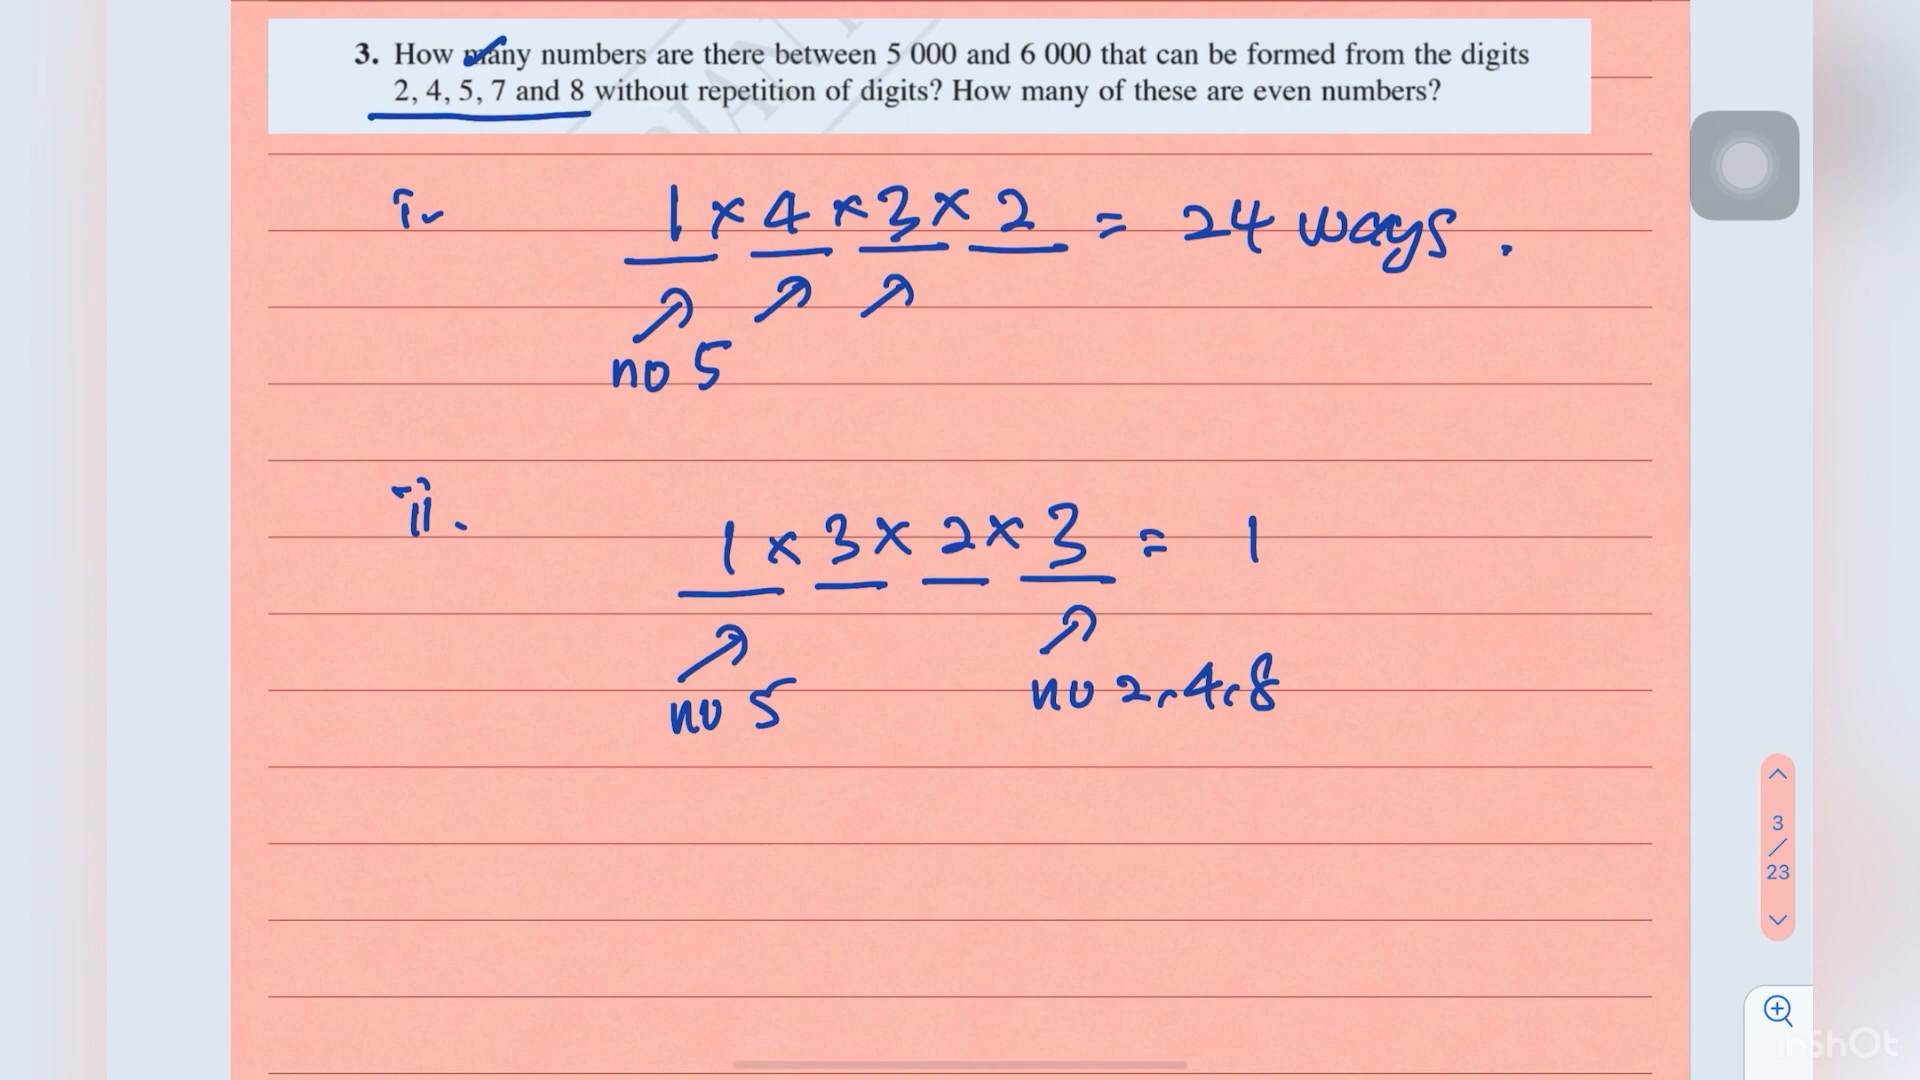 3. How many numbers are there between 5 000 and 6 000 that can be formed from the digits
2, 4, 5, 7 and 8 without repetition of digits? How many of these are even numbers?
i. 1 × 4 × 3 × 2 = 24 ways.
no 5
ii. 1 × 3 × 2 × 3 = 1
no 5 no 2, 4, 8
3
/
23
InShOt